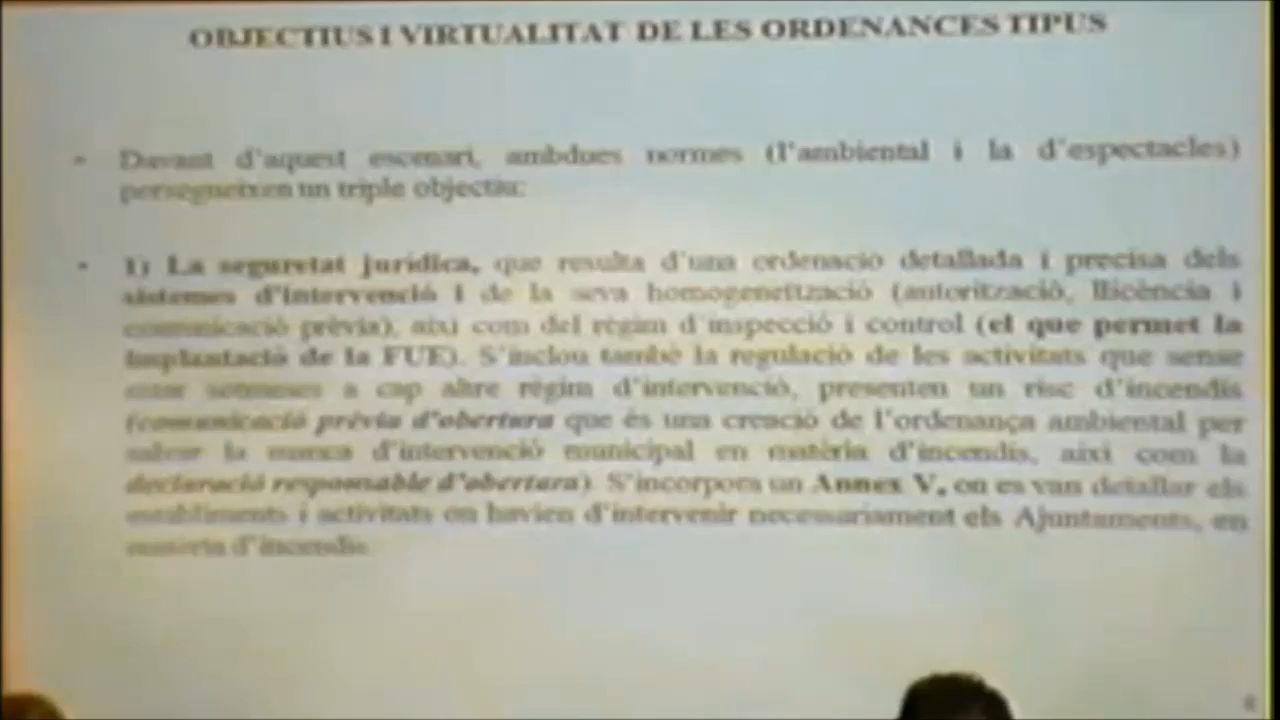 OBJECTIUS I VIRTUALITAT DE LES ORDENANCES TIPUS
• Davant d'aquest escenari, ambdues normes (l'ambiental i la d'espectacles)
persegueixen un triple objectiu:
• 1) La seguretat jurídica, que resulta d'una ordenació detallada i precisa dels
sistemes d'intervenció i de la seva homogeneïtzació (autorització, llicència i
comunicació prèvia), així com del règim d'inspecció i control (el que permet la
implantació de la FUE). S'inclou també la regulació de les activitats que sense
estar sotmeses a cap altre règim d'intervenció, presenten un risc d'incendis
(comunicació prèvia d'obertura que és una creació de l'ordenança ambiental per
salvar la manca d'intervenció municipal en matèria d'incendis, així com la
declaració responsable d'obertura). S'incorpora un Annex V, on es van detallar els
establiments i activitats on havien d'intervenir necessàriament els Ajuntaments, en
matèria d'incendis.